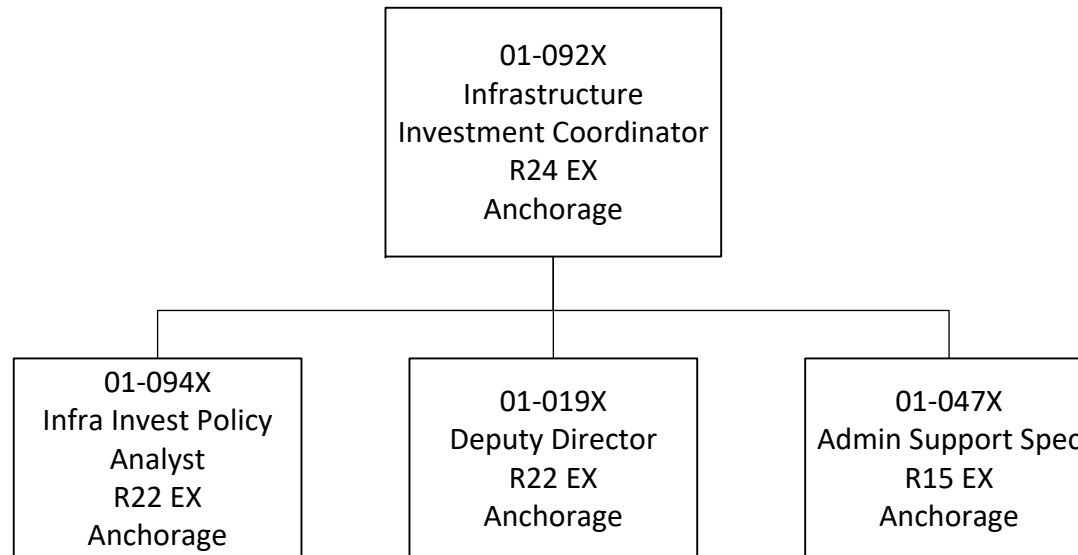 01-092X
Infrastructure
Investment Coordinator
R24 EX
Anchorage
01-094X
Infra Invest Policy
Analyst
R22 EX
Anchorage
01-019X
Deputy Director
R22 EX
Anchorage
01-047X
Admin Support Spec
R15 EX
Anchorage